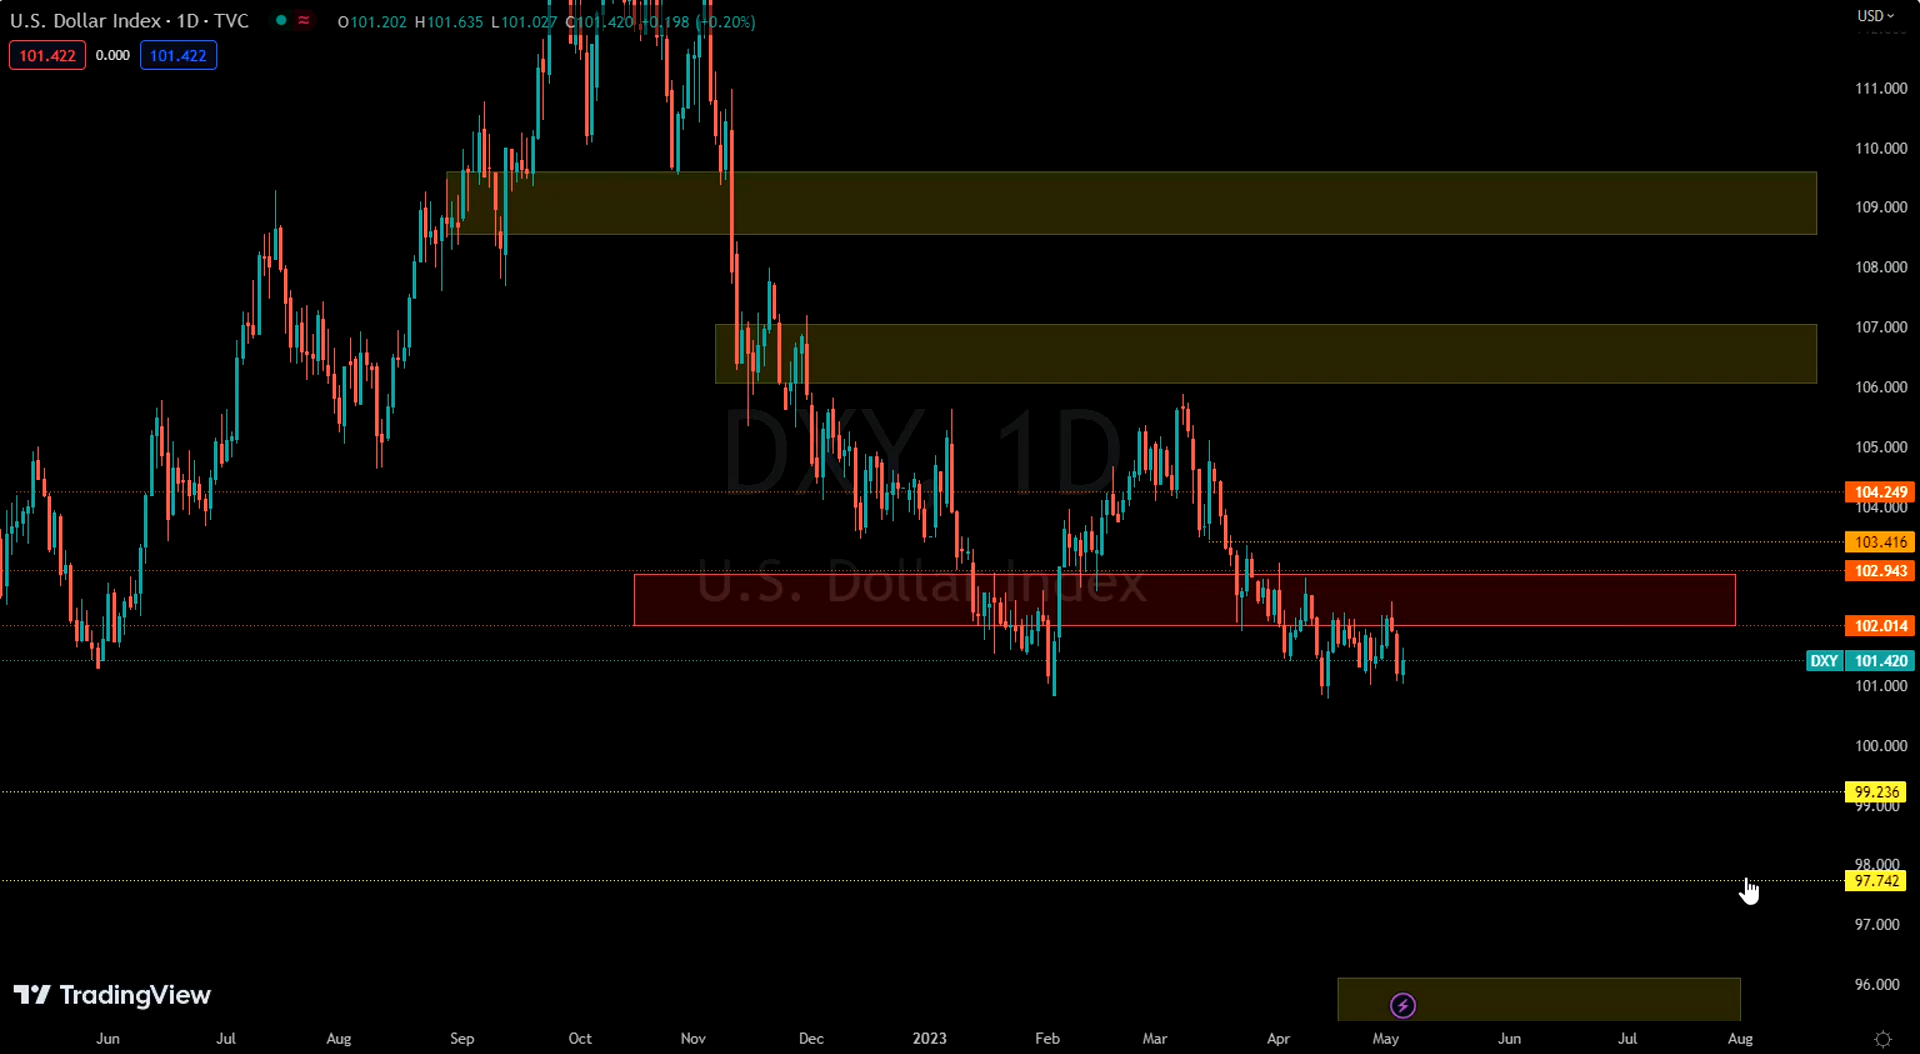 U.S. Dollar Index · 1D · TVC O101.202 H101.635 L101.027 C101.420 +0.198 (+0.20%)
USD
101.422 0.000 101.422
111.000
110.000
109.000
108.000
107.000
106.000
105.000
104.249
104.000
103.416
102.943
102.014
DXY 101.420
101.000
100.000
99.236
99.000
98.000
97.742
97.000
96.000
DXY, 1D
U.S. Dollar Index
TradingView
Jun Jul Aug Sep Oct Nov Dec 2023 Feb Mar Apr May Jun Jul Aug